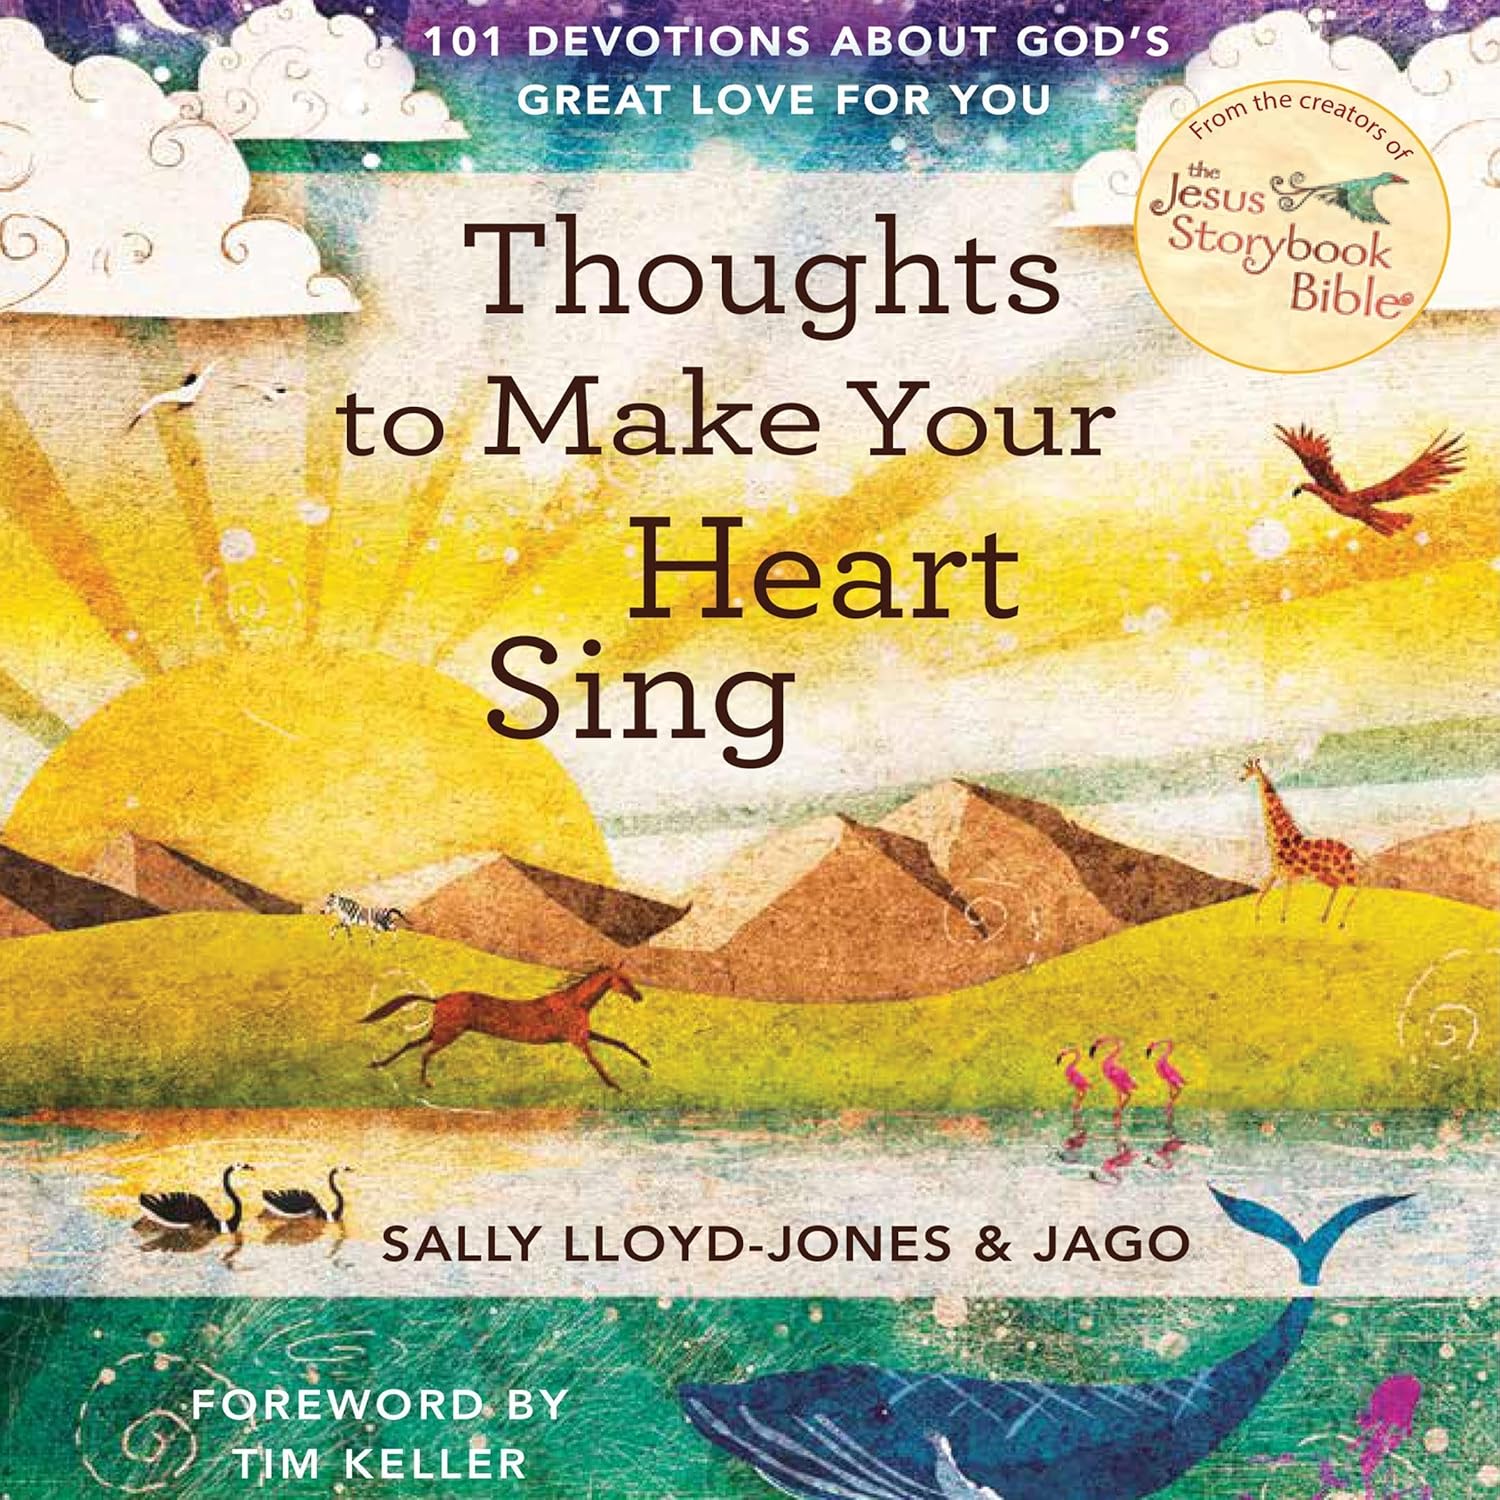 101 DEVOTIONS ABOUT GOD'S
GREAT LOVE FOR YOU
From the creators of
the
Jesus
Storybook
Bible
Thoughts
to Make Your
Heart
Sing
SALLY LLOYD-JONES & JAGO
FOREWORD BY
TIM KELLER